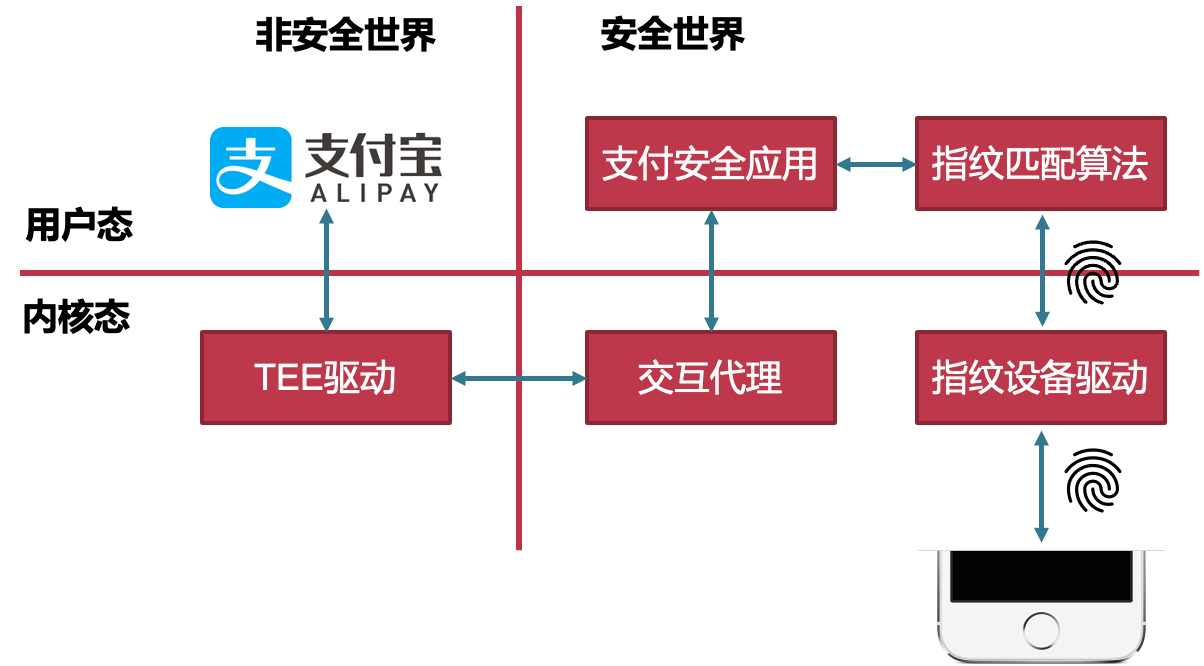 非安全世界
安全世界
支 支付宝
ALIPAY
支付安全应用
指纹匹配算法
用户态
内核态
TEE驱动
交互代理
指纹设备驱动